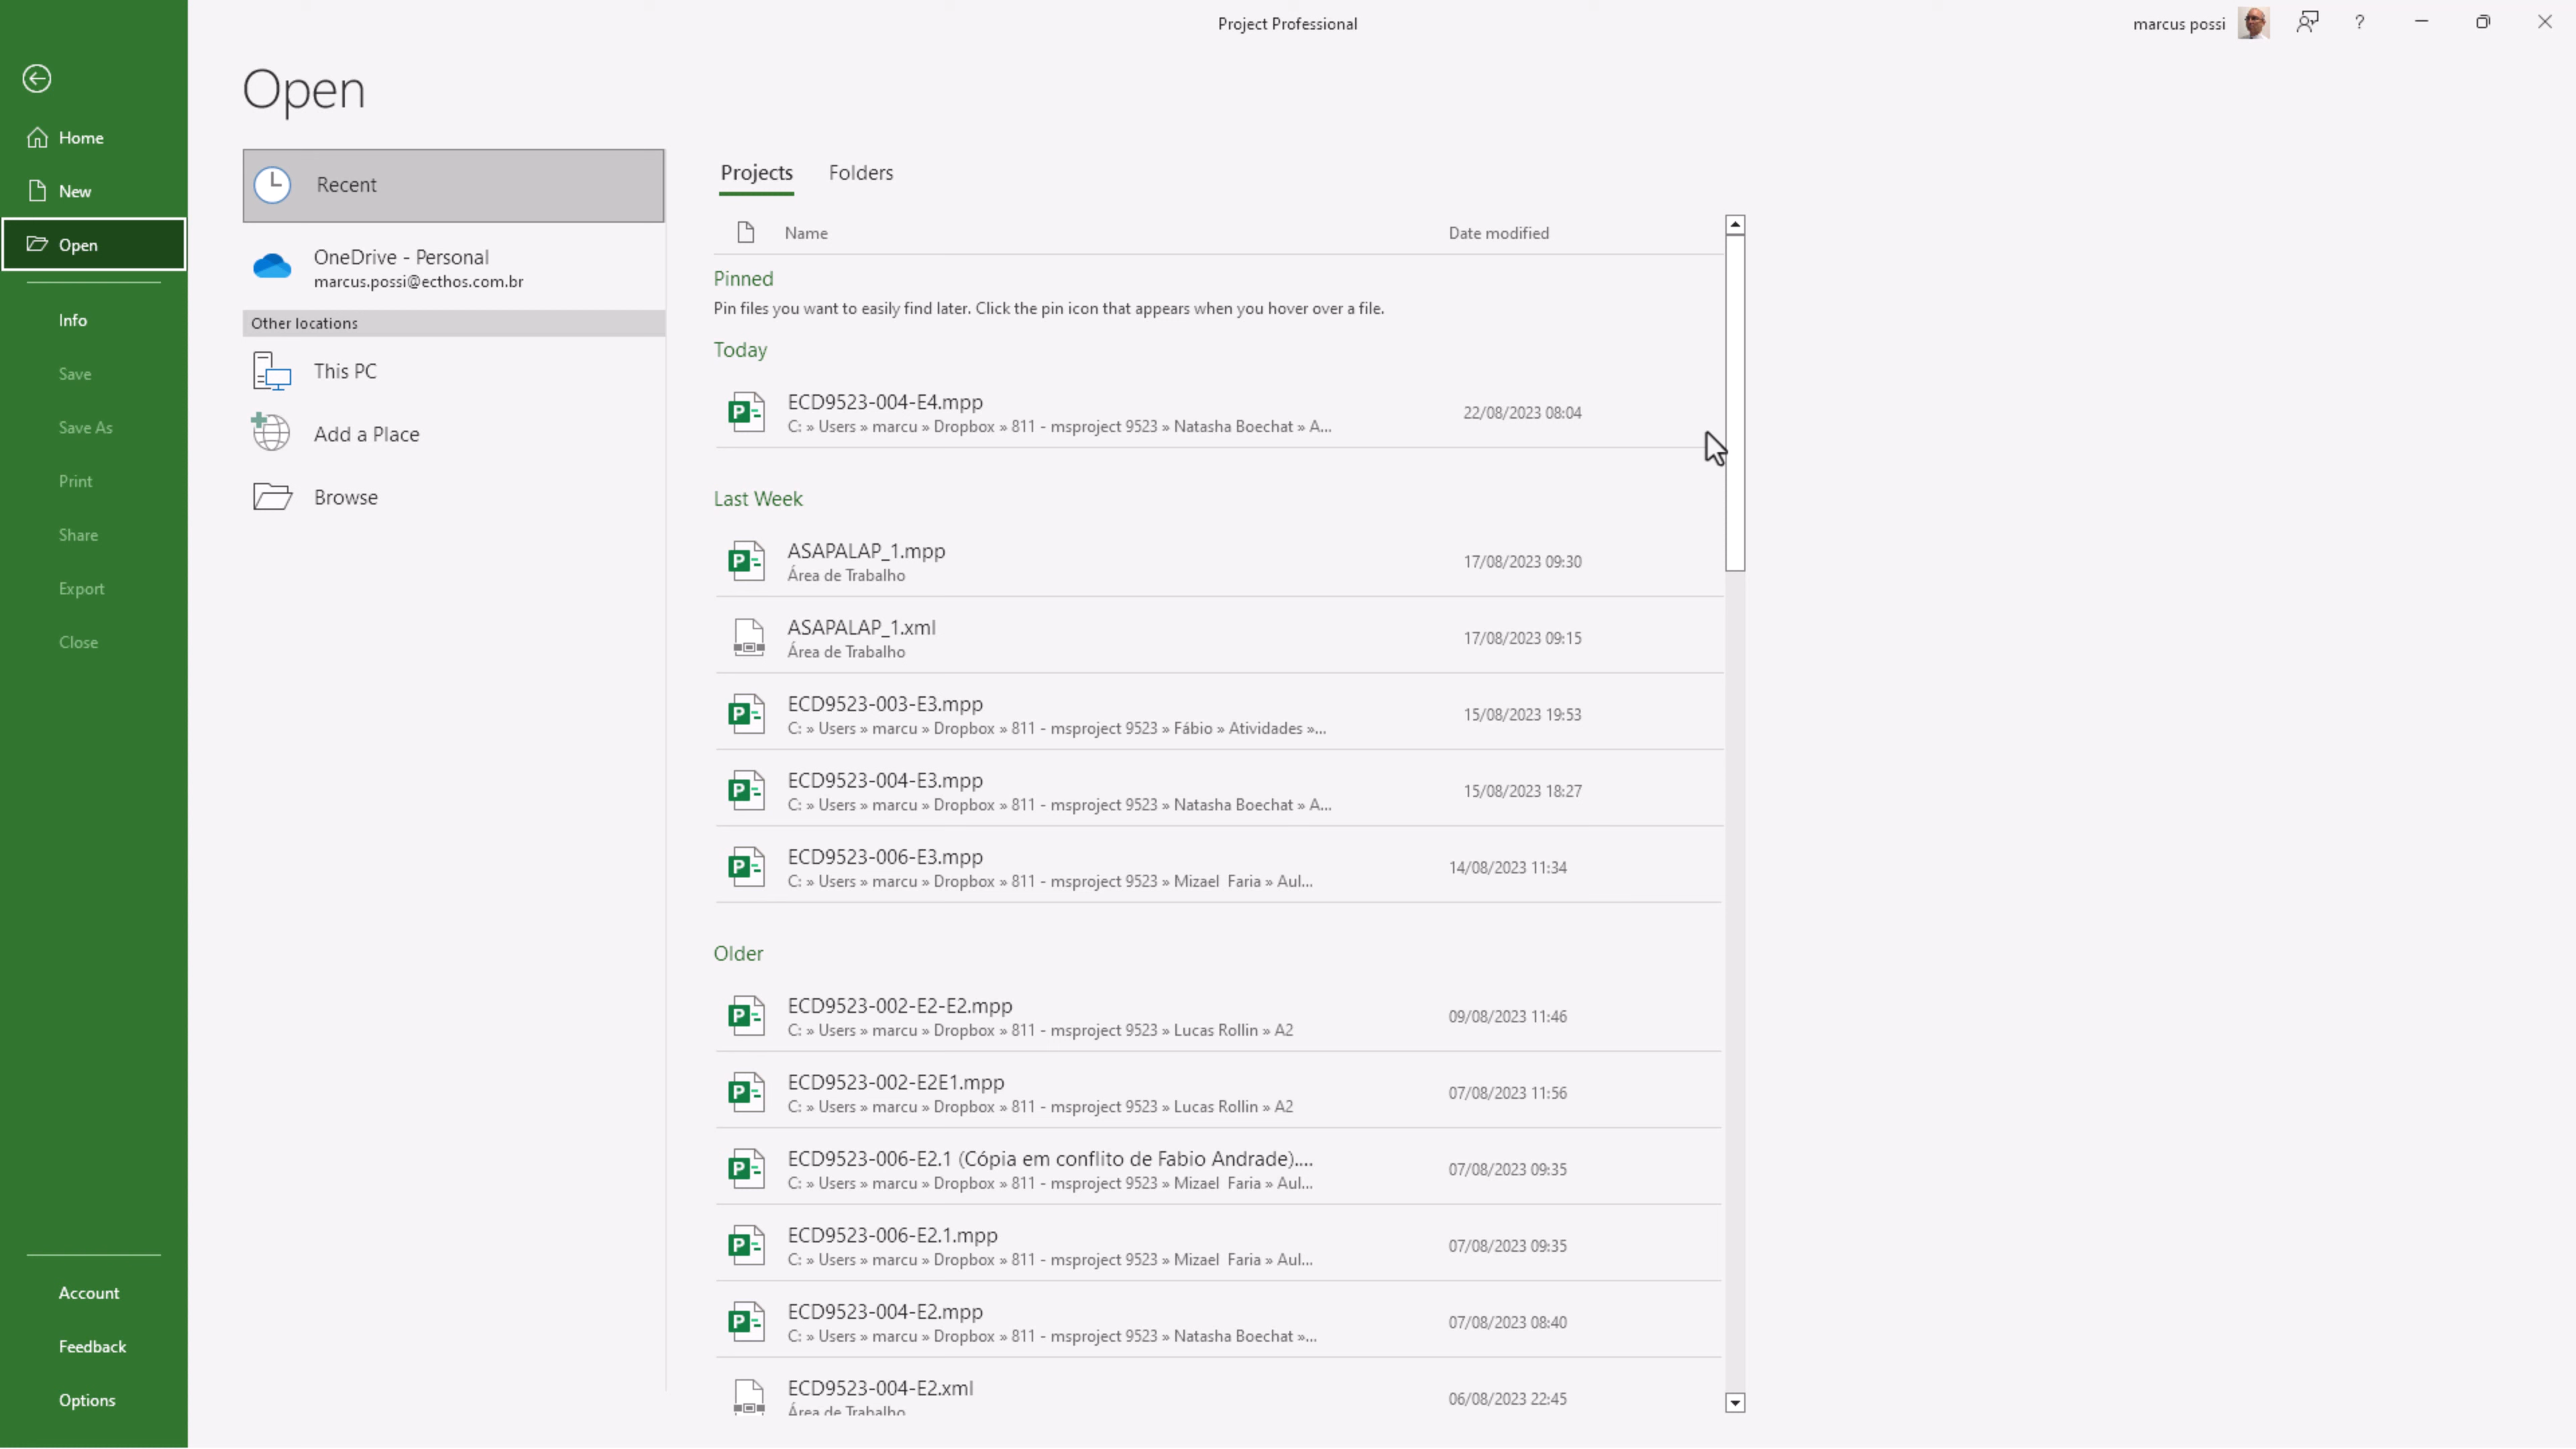 Project Professional
marcus possi
?
Open
Home
New
Open
Info
Save
Save As
Print
Share
Export
Close
Account
Feedback
Options
Recent
OneDrive - Personal
marcus.possi@ecthos.com.br
Other locations
This PC
Add a Place
Browse
Projects Folders
Name Date modified
Pinned
Pin files you want to easily find later. Click the pin icon that appears when you hover over a file.
Today
ECD9523-004-E4.mpp 22/08/2023 08:04
C: » Users » marcu » Dropbox » 811 - msproject 9523 » Natasha Boechat » A...
Last Week
ASAPALAP_1.mpp 17/08/2023 09:30
Área de Trabalho
ASAPALAP_1.xml 17/08/2023 09:15
Área de Trabalho
ECD9523-003-E3.mpp 15/08/2023 19:53
C: » Users » marcu » Dropbox » 811 - msproject 9523 » Fábio » Atividades »...
ECD9523-004-E3.mpp 15/08/2023 18:27
C: » Users » marcu » Dropbox » 811 - msproject 9523 » Natasha Boechat » A...
ECD9523-006-E3.mpp 14/08/2023 11:34
C: » Users » marcu » Dropbox » 811 - msproject 9523 » Mizael Faria » Aul...
Older
ECD9523-002-E2-E2.mpp 09/08/2023 11:46
C: » Users » marcu » Dropbox » 811 - msproject 9523 » Lucas Rollin » A2
ECD9523-002-E2E1.mpp 07/08/2023 11:56
C: » Users » marcu » Dropbox » 811 - msproject 9523 » Lucas Rollin » A2
ECD9523-006-E2.1 (Cópia em conflito de Fabio Andrade).... 07/08/2023 09:35
C: » Users » marcu » Dropbox » 811 - msproject 9523 » Mizael Faria » Aul...
ECD9523-006-E2.1.mpp 07/08/2023 09:35
C: » Users » marcu » Dropbox » 811 - msproject 9523 » Mizael Faria » Aul...
ECD9523-004-E2.mpp 07/08/2023 08:40
C: » Users » marcu » Dropbox » 811 - msproject 9523 » Natasha Boechat »...
ECD9523-004-E2.xml 06/08/2023 22:45
Área de Trabalho